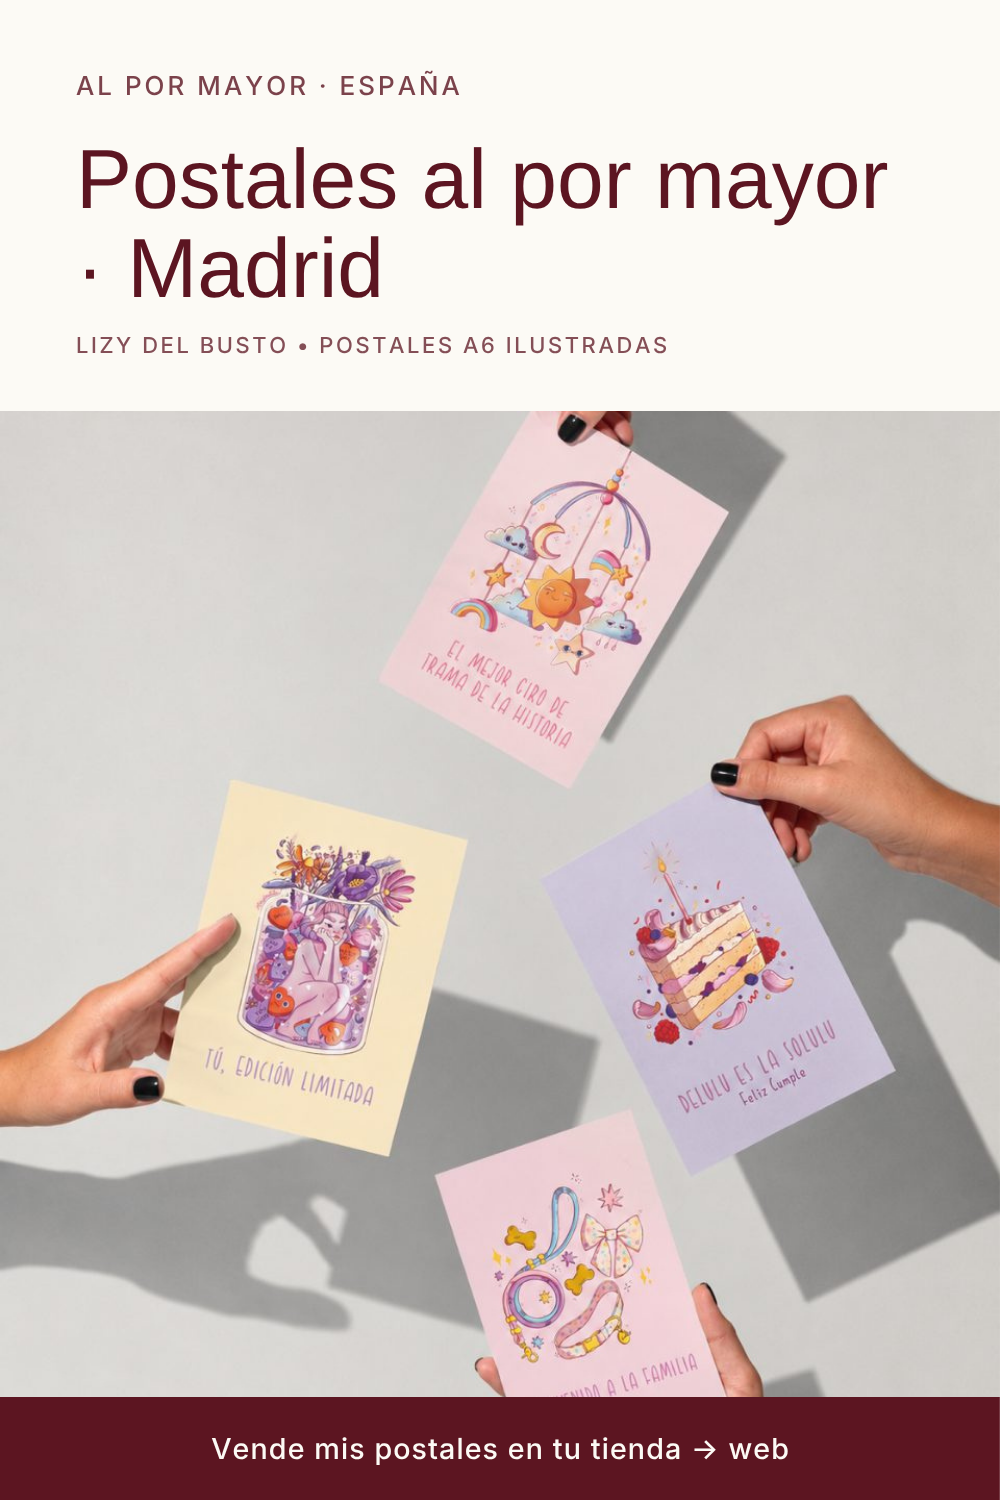 AL POR MAYOR · ESPAÑA
Postales al por mayor
· Madrid
LIZY DEL BUSTO • POSTALES A6 ILUSTRADAS
EL MEJOR GIRO DE
TRAMA DE LA HISTORIA
TÚ, EDICIÓN LIMITADA
DELULU ES LA SOLULU
Feliz Cumple
A LA FAMILIA
Vende mis postales en tu tienda → web